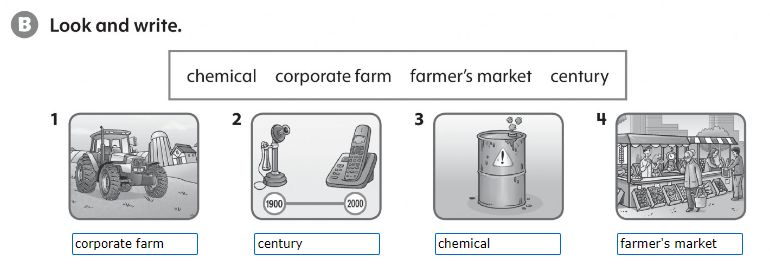 B Look and write.
chemical corporate farm farmer's market century
1 2 3 4
!
1900 2000
corporate farm century chemical farmer's market